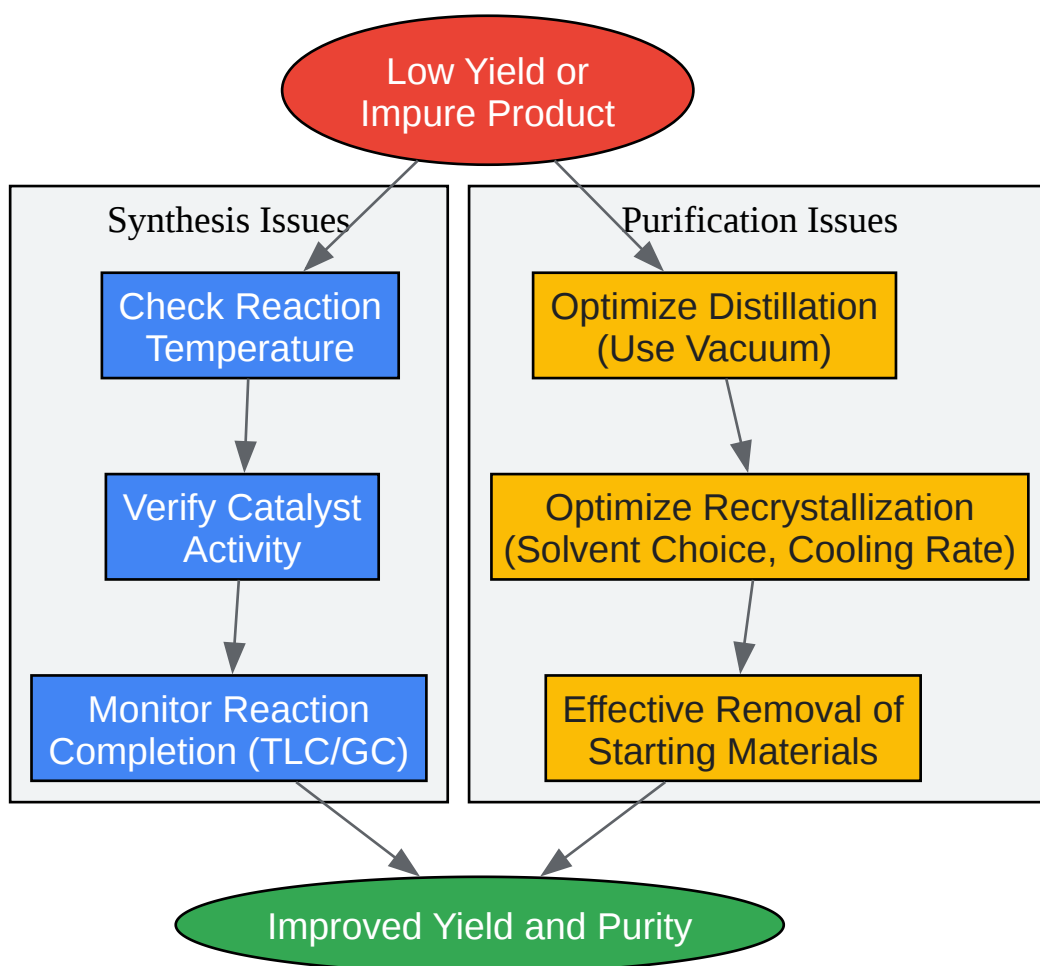 Low Yield or
Impure Product
Synthesis Issues
Check Reaction
Temperature
Verify Catalyst
Activity
Monitor Reaction
Completion (TLC/GC)
Purification Issues
Optimize Distillation
(Use Vacuum)
Optimize Recrystallization
(Solvent Choice, Cooling Rate)
Effective Removal of
Starting Materials
Improved Yield and Purity